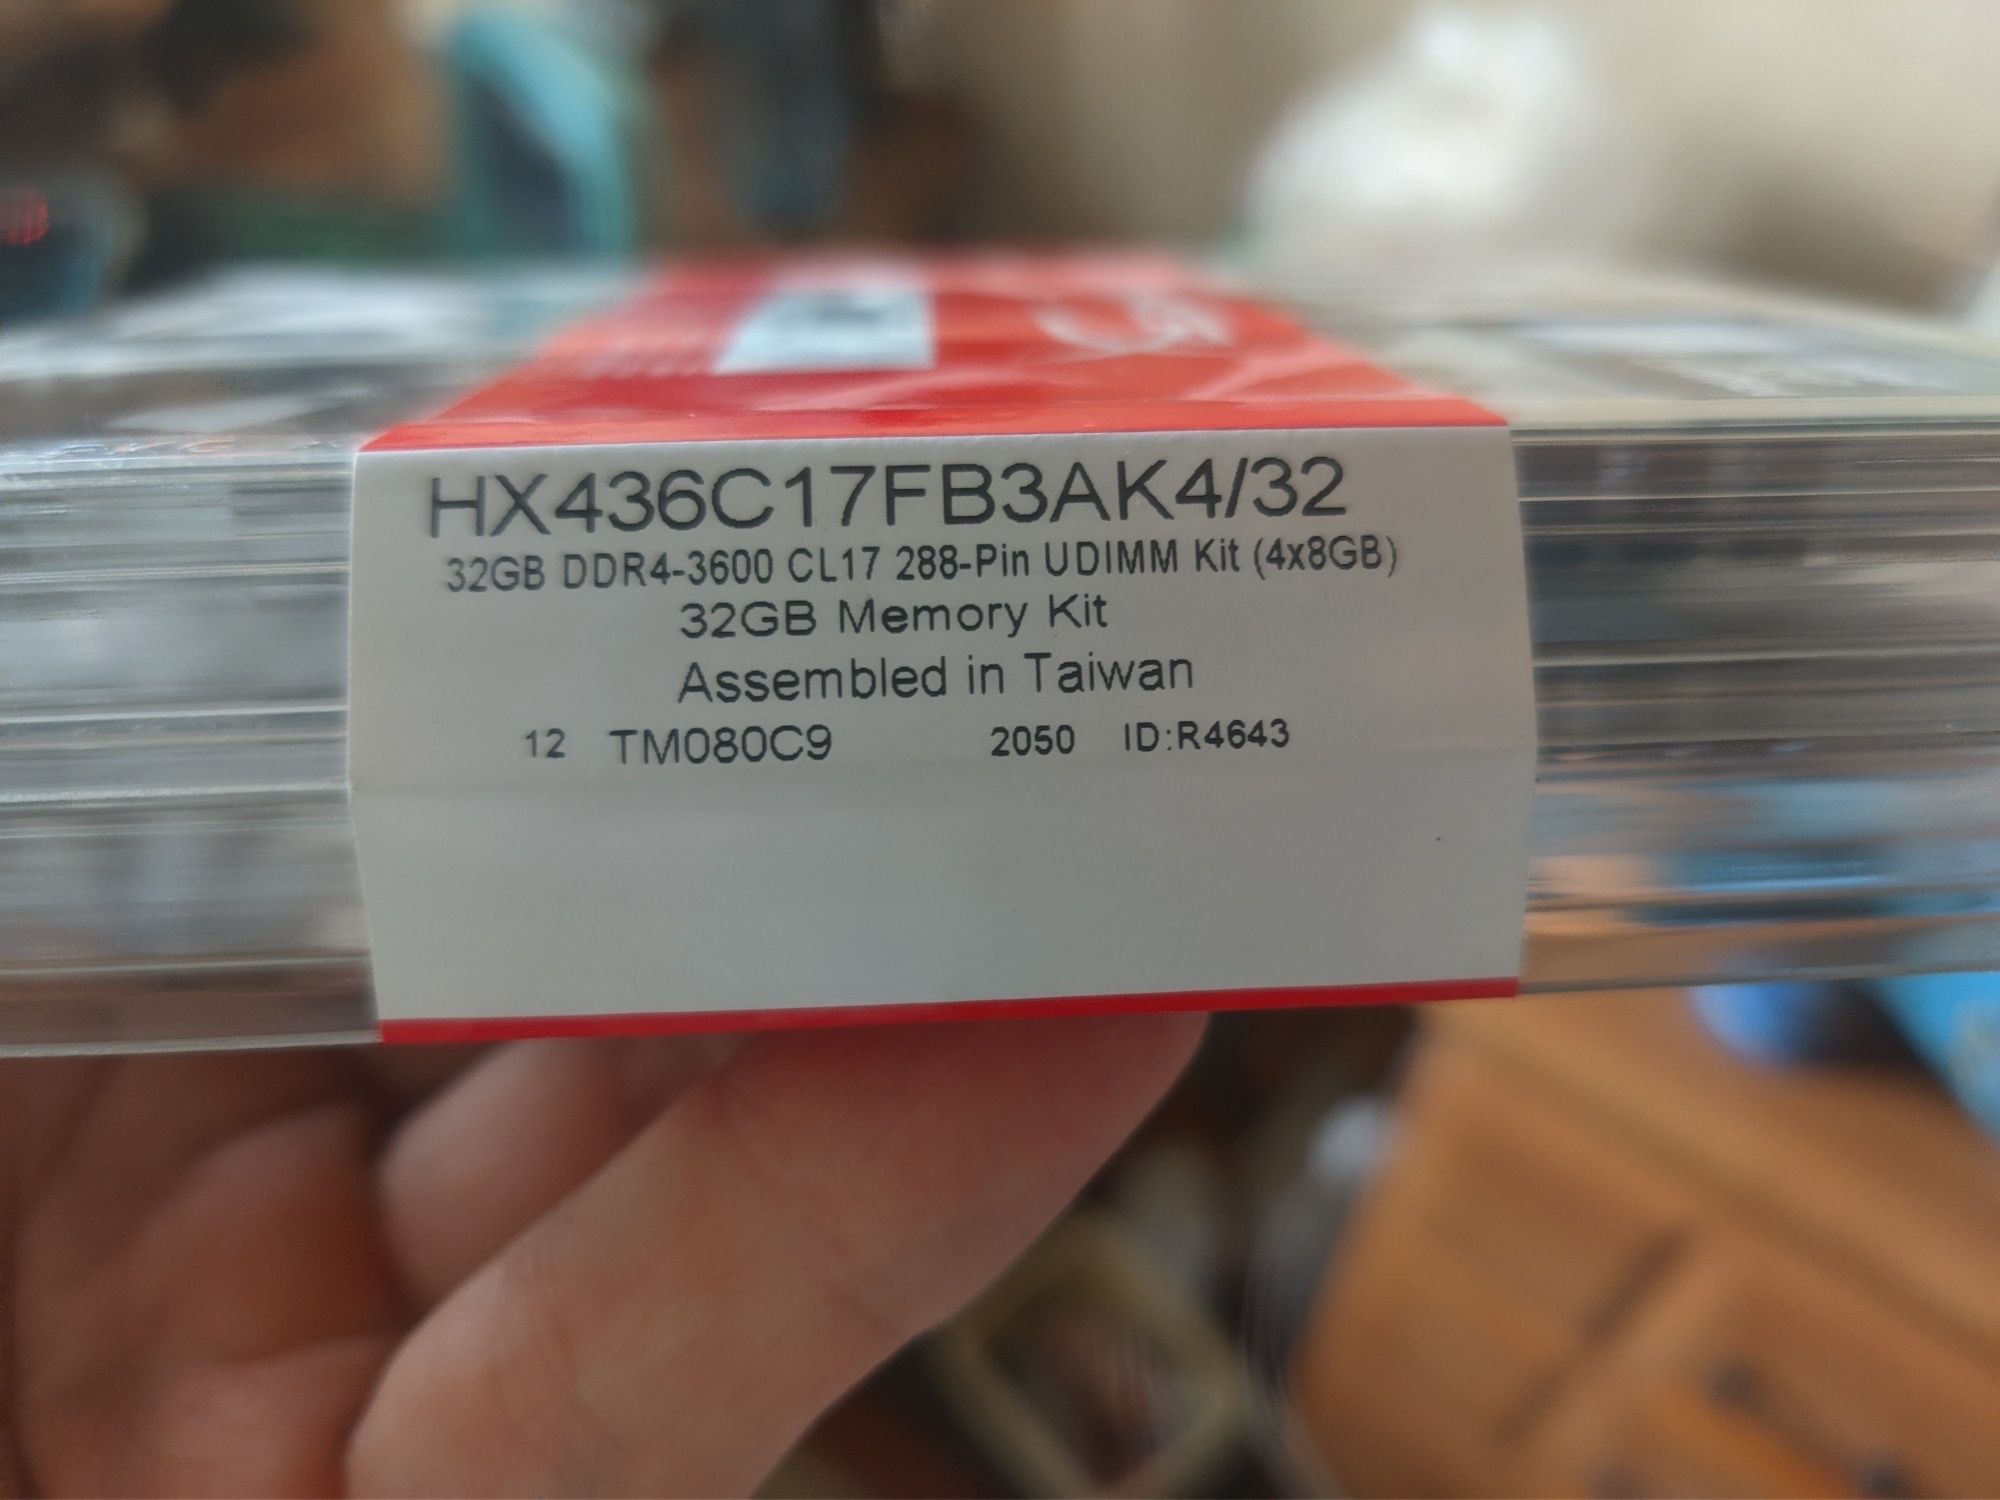 HX436C17FB3AK4/32
32GB DDR4-3600 CL17 288-Pin UDIMM Kit (4x8GB)
32GB Memory Kit
Assembled in Taiwan
12 TM080C9 2050 ID:R4643